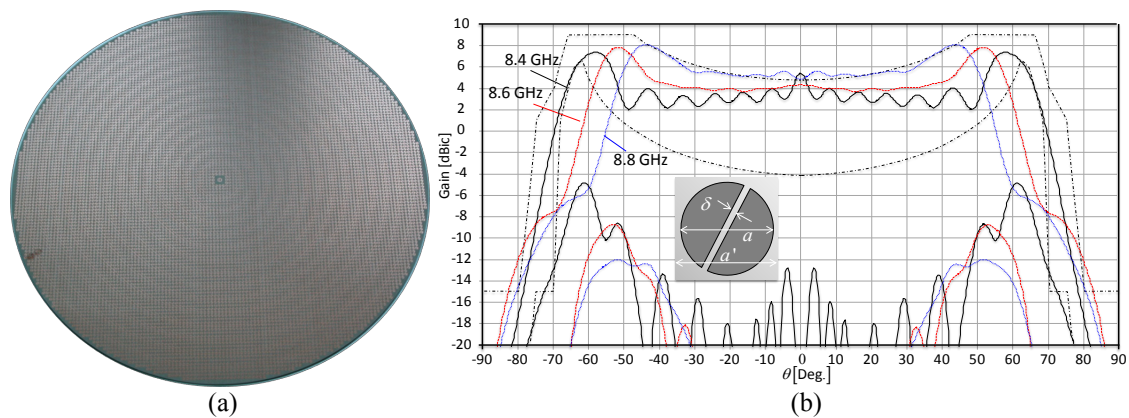 10
8
6
4
2
0
-2
-4
-6
-8
-10
-12
-14
-16
-18
-20
Gain [dBic]
8.4 GHz
8.6 GHz
8.8 GHz
δ
a
a'
-90 -80 -70 -60 -50 -40 -30 -20 -10 0 10 20 30 40 50 60 70 80 90
θ [Deg.]
(a)
(b)